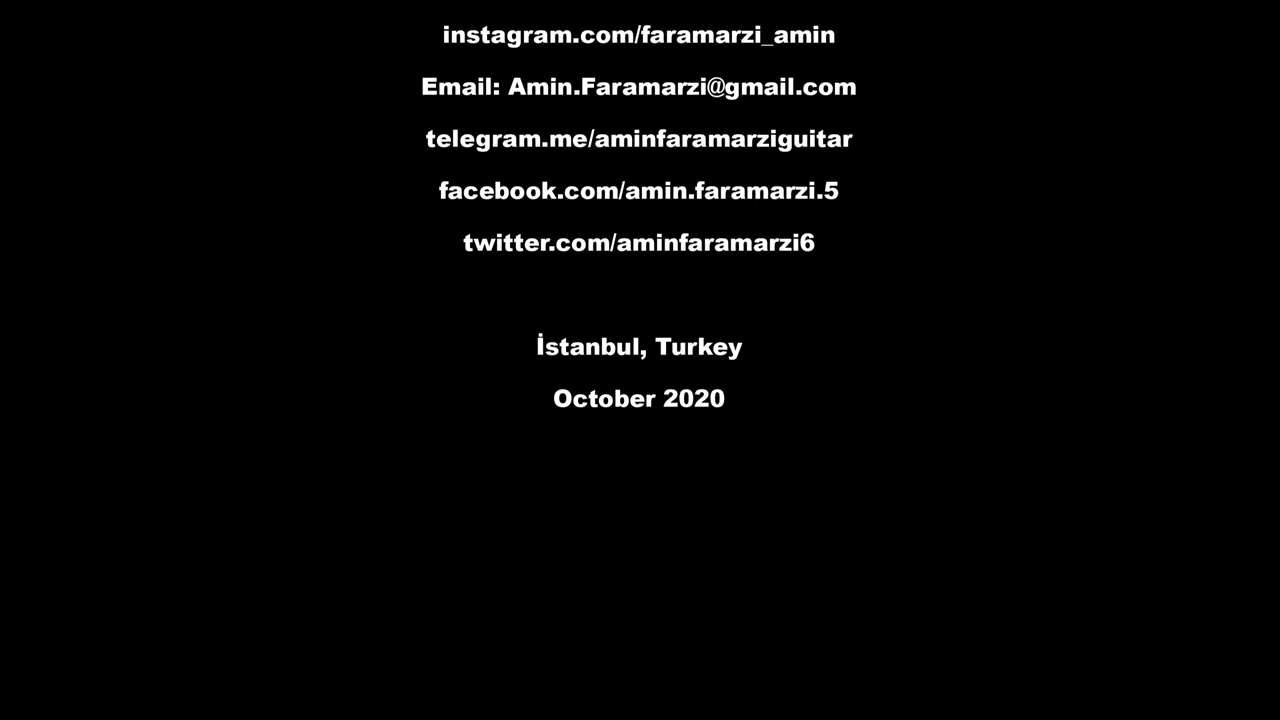 instagram.com/faramarzi_amin
Email: Amin.Faramarzi@gmail.com
telegram.me/aminfaramarziguitar
facebook.com/amin.faramarzi.5
twitter.com/aminfaramarzi6
İstanbul, Turkey
October 2020